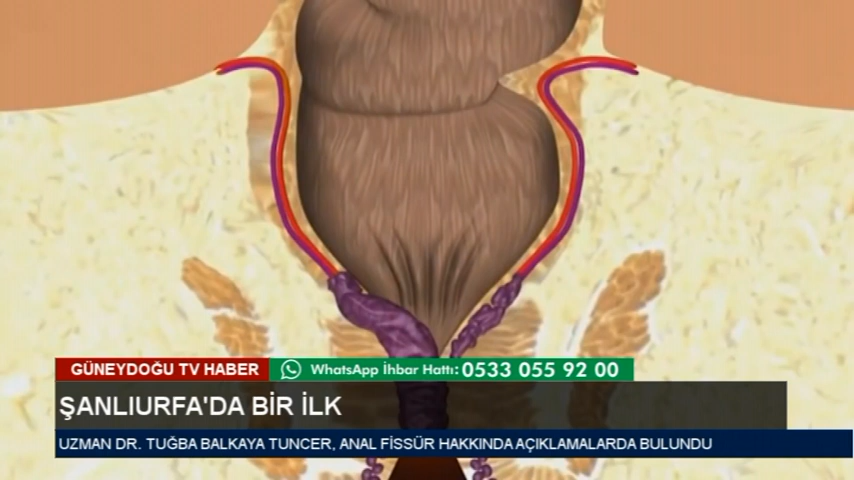 GÜNEYDOĞU TV HABER WhatsApp İhbar Hattı: 0533 055 92 00
ŞANLIURFA'DA BİR İLK
UZMAN DR. TUĞBA BALKAYA TUNCER, ANAL FİSSÜR HAKKINDA AÇIKLAMALARDA BULUNDU